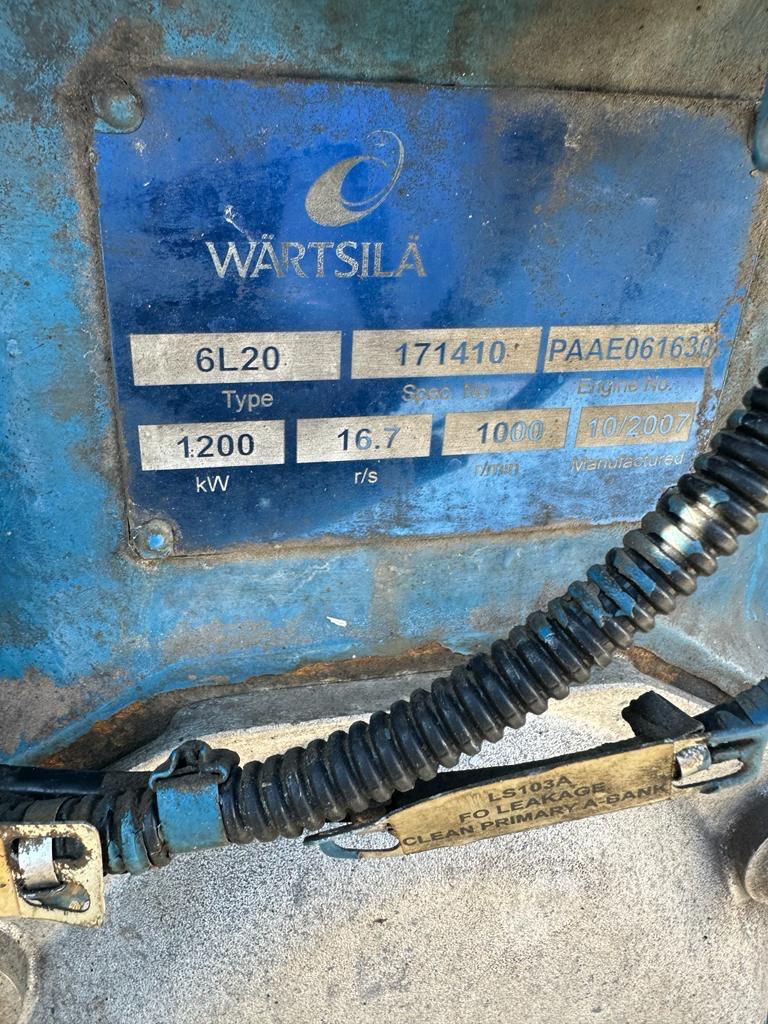 WÄRTSILÄ
6L20 171410 PAAE061630
Type Spec. No. Engine No.
1200 16.7 1000 10/2007
kW r/s r/min Manufactured
LS103A
FO LEAKAGE
CLEAN PRIMARY A-BANK